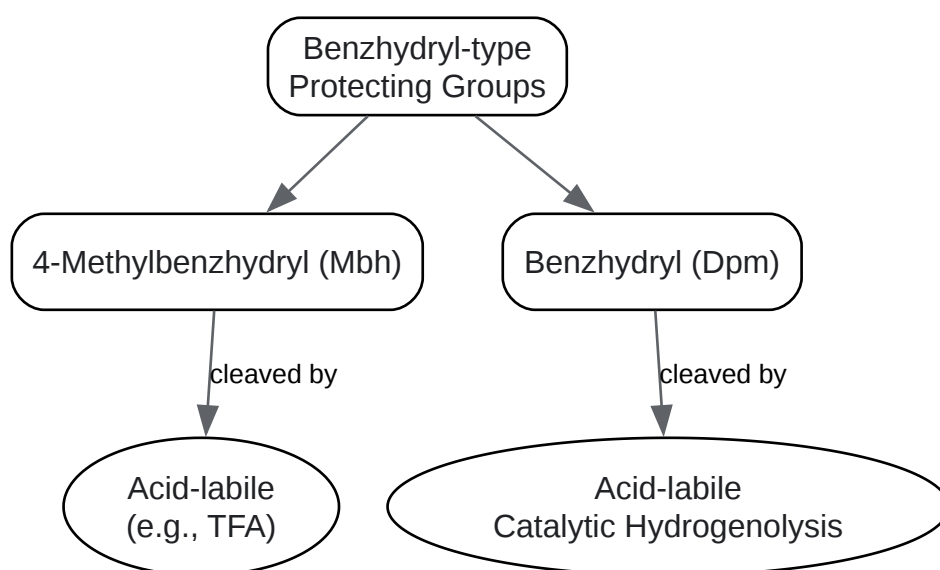 Benzhydryl-type
Protecting Groups
4-Methylbenzhydryl (Mbh)
Benzhydryl (Dpm)
cleaved by
cleaved by
Acid-labile
(e.g., TFA)
Acid-labile
Catalytic Hydrogenolysis